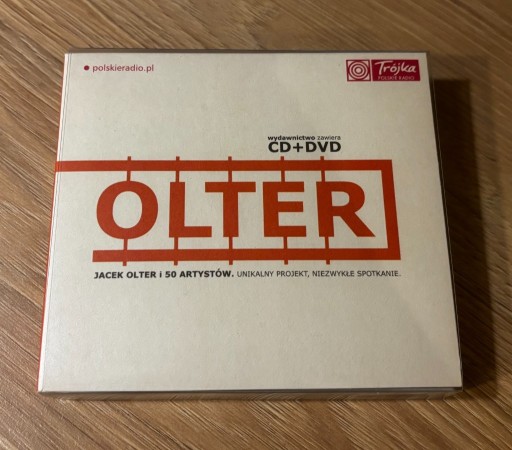 polskieradio.pl
Trójka
POLSKIE RADIO
wydawnictwo zawiera
CD+DVD
OLTER
JACEK OLTER i 50 ARTYSTÓW. UNIKALNY PROJEKT, NIEZWYKŁE SPOTKANIE.